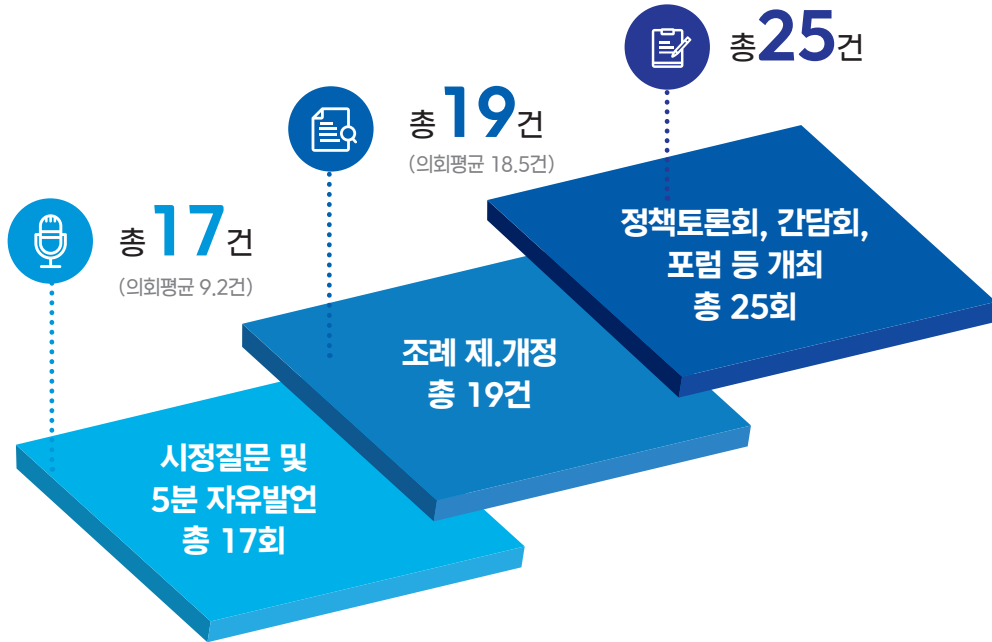 총25건
총19건
(의회평균 18.5건)
총17건
(의회평균 9.2건)
정책토론회, 간담회,
포럼 등 개최
총 25회
조례 제.개정
총 19건
시정질문 및
5분 자유발언
총 17회